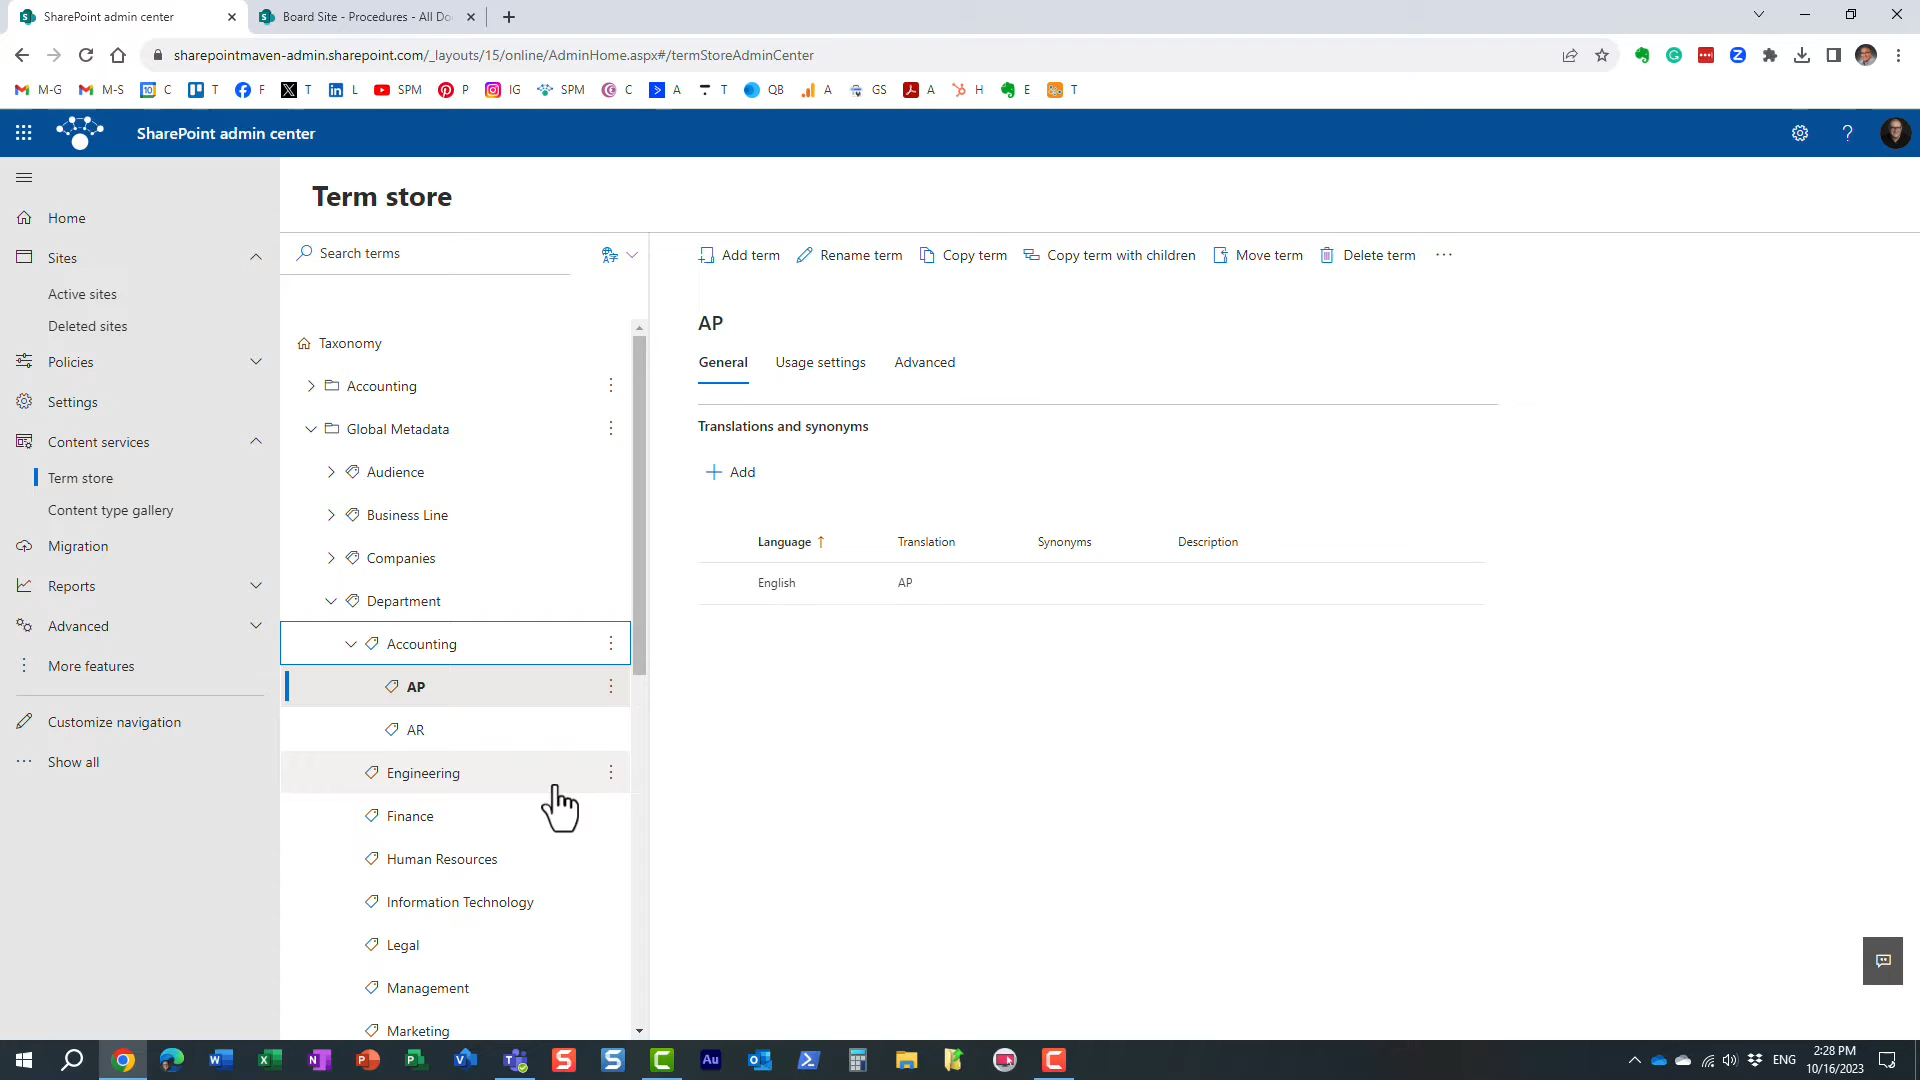 SharePoint admin center
Board Site - Procedures - All Do
sharepointmaven-admin.sharepoint.com/_layouts/15/online/AdminHome.aspx#/termStoreAdminCenter
M-G M-S C T F T L SPM P IG SPM C A T QB A GS A H E T
SharePoint admin center
Term store
Home
Sites
Active sites
Deleted sites
Policies
Settings
Content services
Term store
Content type gallery
Migration
Reports
Advanced
More features
Customize navigation
Show all
Search terms
Taxonomy
Accounting
Global Metadata
Audience
Business Line
Companies
Department
Accounting
AP
AR
Engineering
Finance
Human Resources
Information Technology
Legal
Management
Marketing
Add term Rename term Copy term Copy term with children Move term Delete term
AP
General Usage settings Advanced
Translations and synonyms
Add
Language Translation Synonyms Description
English AP
ENG
2:28 PM
10/16/2023